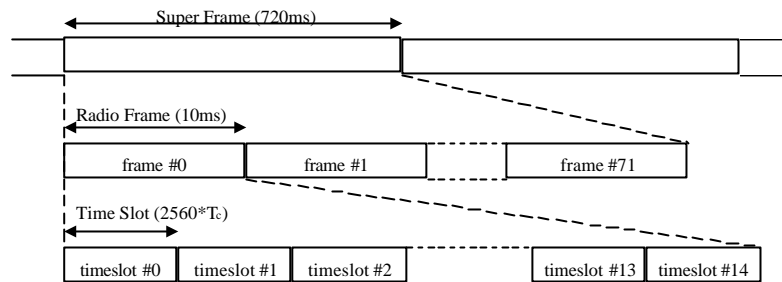 Super Frame (720ms)
Radio Frame (10ms)
frame #0 frame #1 frame #71
Time Slot (2560*Tc)
timeslot #0 timeslot #1 timeslot #2 timeslot #13 timeslot #14